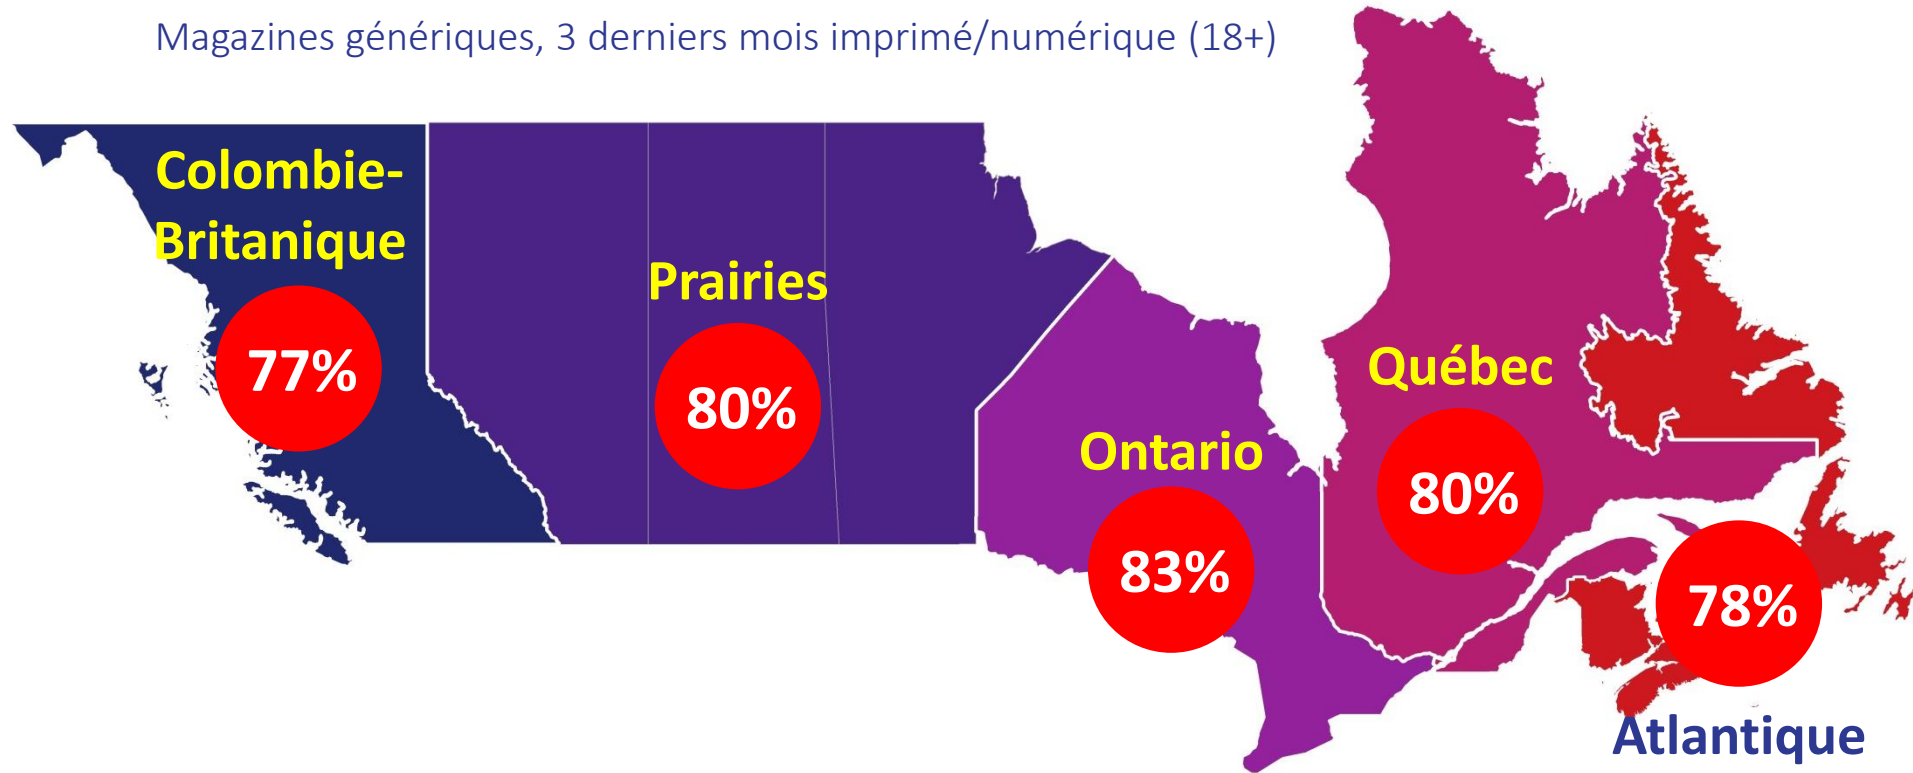 Magazines génériques, 3 derniers mois imprimé/numérique (18+)
Colombie-
Britanique
77%
Prairies
80%
Ontario
83%
Québec
80%
78%
Atlantique